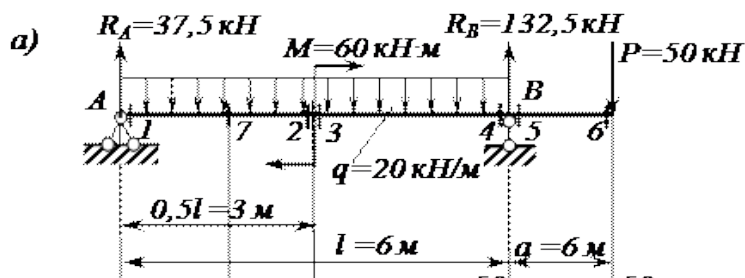 а)
R_A=37,5 кН
M=60 кН·м
R_B=132,5 кН
P=50 кН
A
B
1 7 2 3 4 5 6
q=20 кН/м
0,5l=3 м
l=6 м
a=6 м